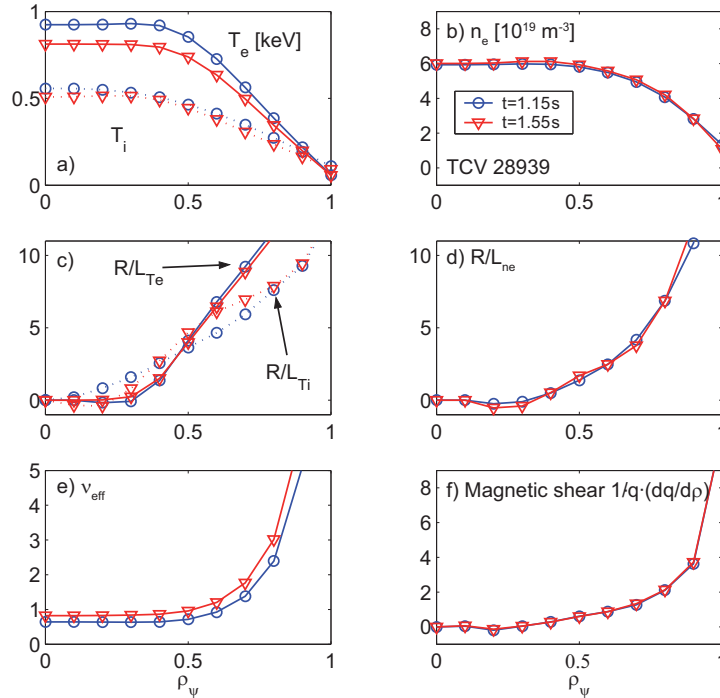 1
0.5
0
0
0.5
1
T_e [keV]
T_i
a)
8
6
4
2
0
0
0.5
1
b) n_e [10^19 m^-3]
t=1.15s
t=1.55s
TCV 28939
10
5
0
0
0.5
1
c)
R/L_Te
R/L_Ti
10
5
0
0
0.5
1
d) R/L_ne
5
4
3
2
1
0
0
0.5
1
e) ν_eff
ρ_ψ
8
6
4
2
0
0
0.5
1
f) Magnetic shear 1/q·(dq/dρ)
ρ_ψ